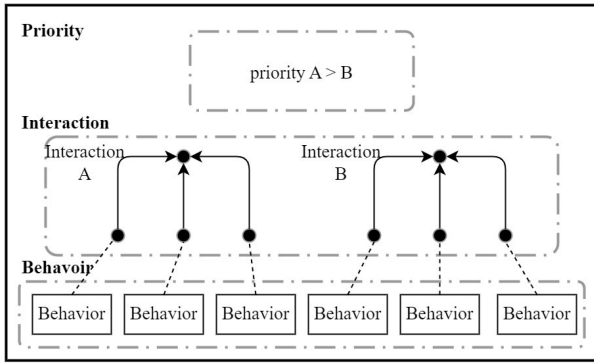 Priority
priority A > B
Interaction
Interaction
A
Interaction
B
Behavoir
Behavior
Behavior
Behavior
Behavior
Behavior
Behavior